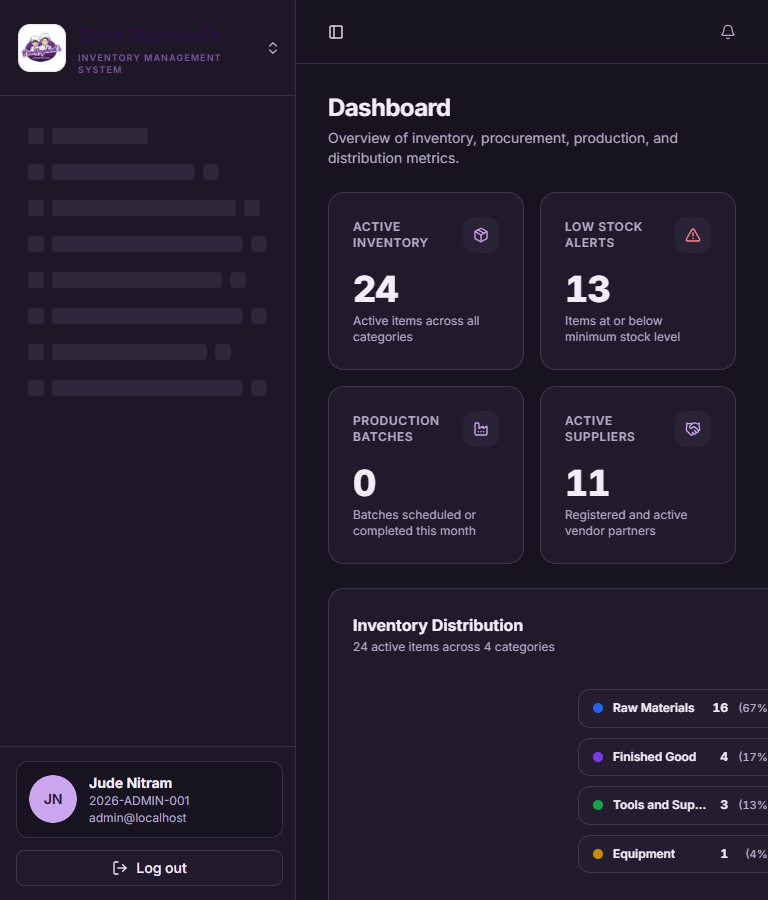 INVENTORY MANAGEMENT
SYSTEM
Dashboard
Overview of inventory, procurement, production, and
distribution metrics.
ACTIVE
INVENTORY
24
Active items across all
categories
LOW STOCK
ALERTS
13
Items at or below
minimum stock level
PRODUCTION
BATCHES
0
Batches scheduled or
completed this month
ACTIVE
SUPPLIERS
11
Registered and active
vendor partners
Inventory Distribution
24 active items across 4 categories
Raw Materials 16 (67%
Finished Good 4 (17%
Tools and Sup... 3 (13%
Equipment 1 (4%
JN
Jude Nitram
2026-ADMIN-001
admin@localhost
Log out